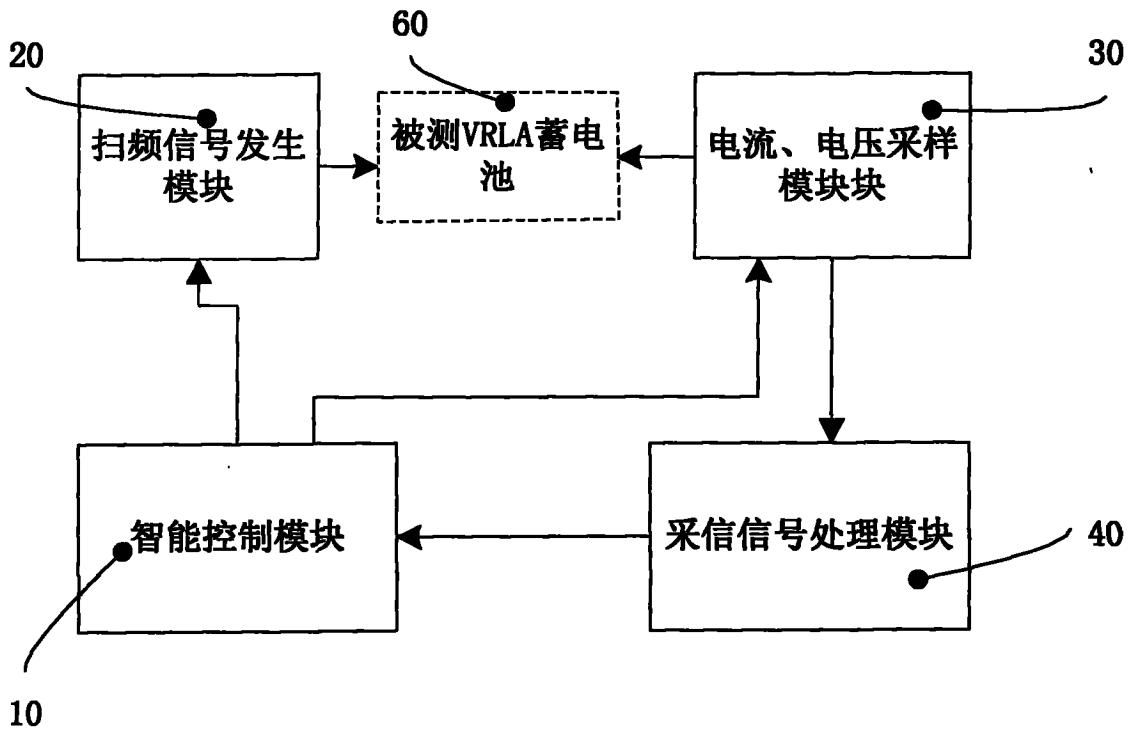 60
20
30
扫频信号发生
模块
被测VRLA蓄电
池
电流、电压采样
模块块
智能控制模块
采信信号处理模块
40
10